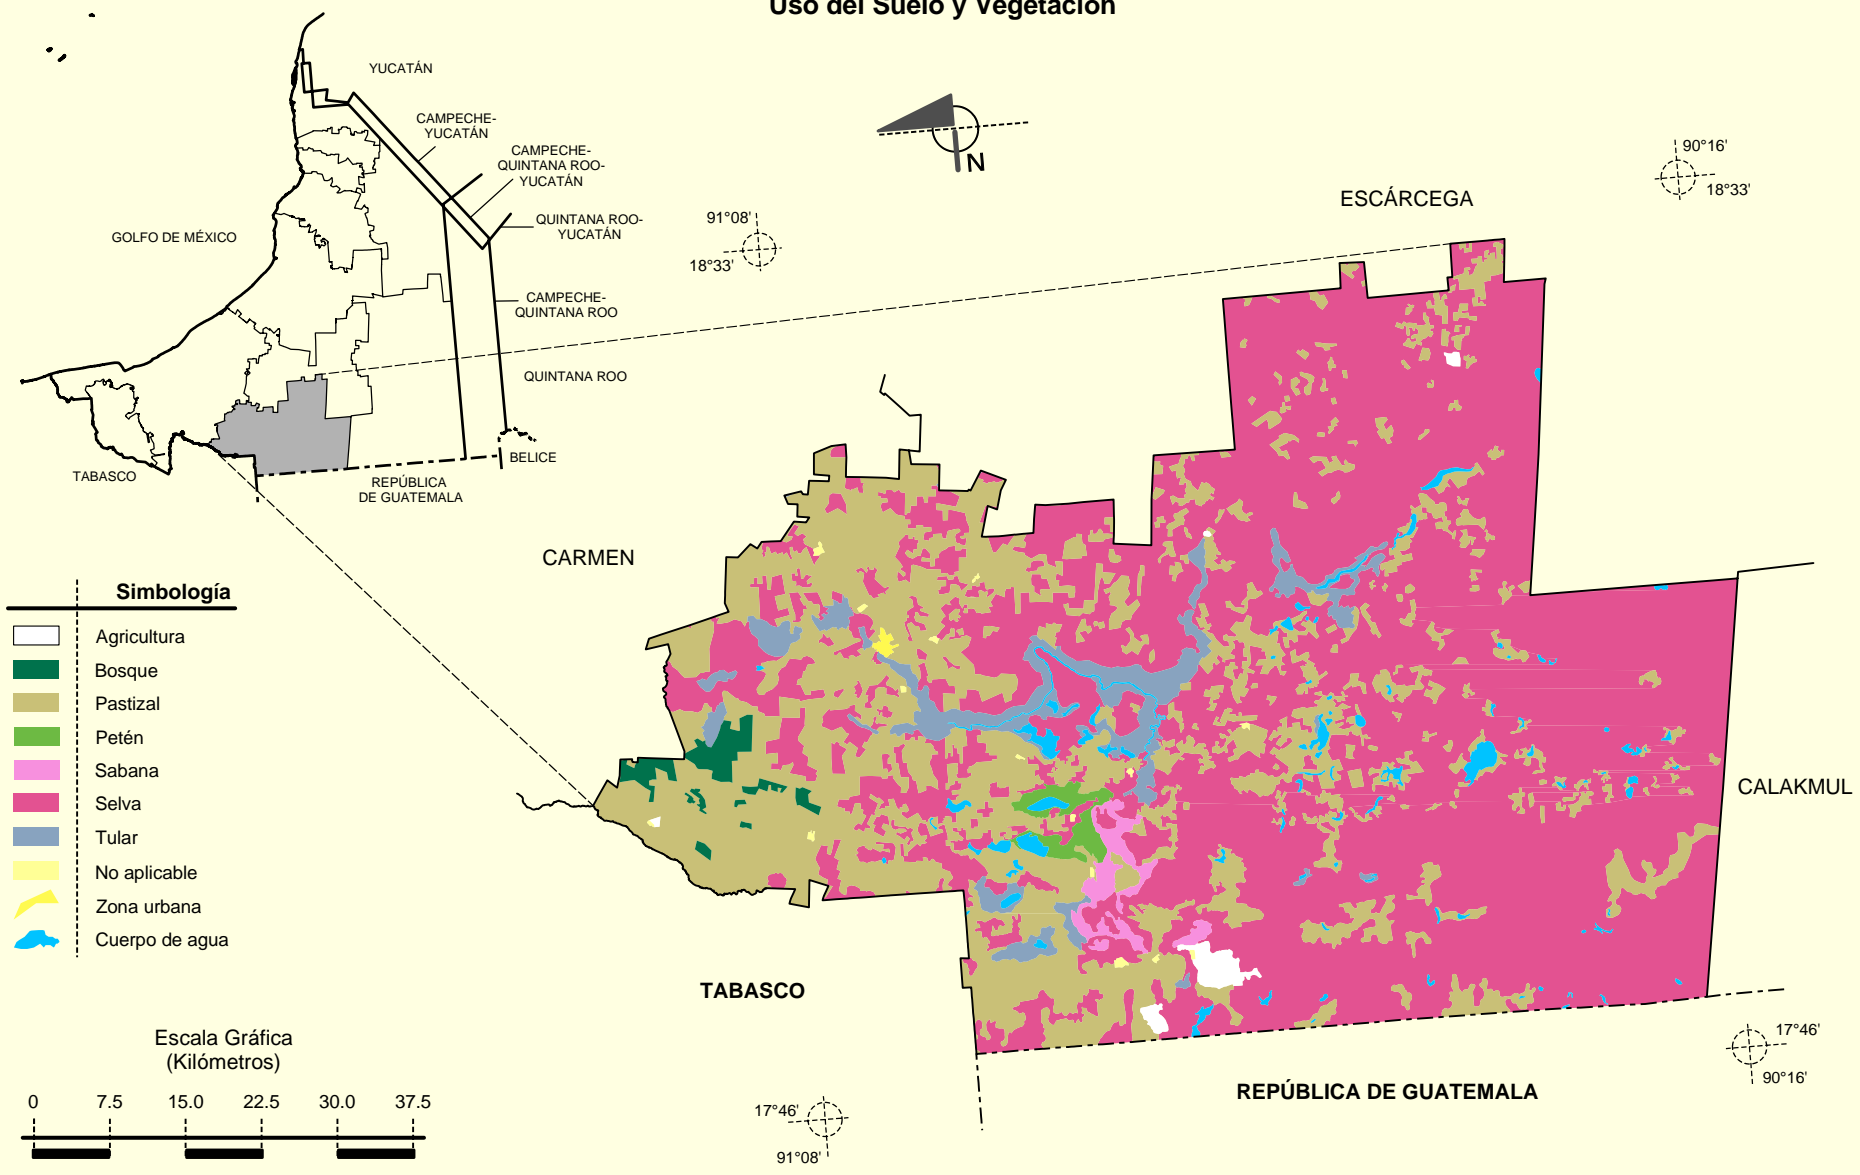 Uso del Suelo y Vegetación
YUCATÁN
CAMPECHE-
YUCATÁN
CAMPECHE-
QUINTANA ROO-
YUCATÁN
QUINTANA ROO-
YUCATÁN
GOLFO DE MÉXICO
CAMPECHE-
QUINTANA ROO
QUINTANA ROO
BELICE
TABASCO
REPÚBLICA
DE GUATEMALA
N
91°08'
18°33'
90°16'
18°33'
ESCÁRCEGA
CARMEN
CALAKMUL
TABASCO
REPÚBLICA DE GUATEMALA
17°46'
91°08'
17°46'
90°16'
Simbología
Agricultura
Bosque
Pastizal
Petén
Sabana
Selva
Tular
No aplicable
Zona urbana
Cuerpo de agua
Escala Gráfica
(Kilómetros)
0 7.5 15.0 22.5 30.0 37.5